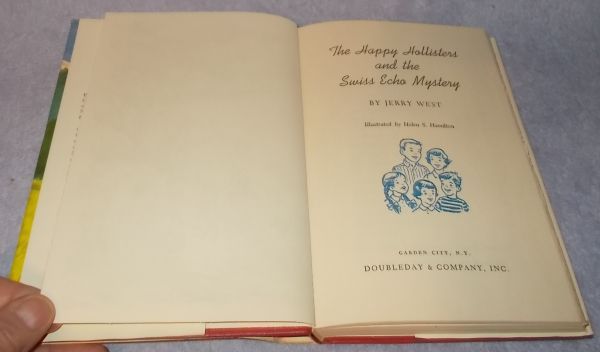 The Happy Hollisters
and the
Swiss Echo Mystery
BY JERRY WEST
Illustrated by Helen S. Hamilton
GARDEN CITY, N.Y.
DOUBLEDAY & COMPANY, INC.